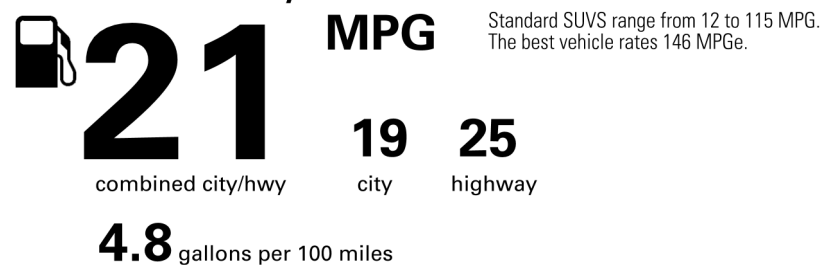 MPG
Standard SUVS range from 12 to 115 MPG.
The best vehicle rates 146 MPGe.
21
19 25
combined city/hwy city highway
4.8 gallons per 100 miles